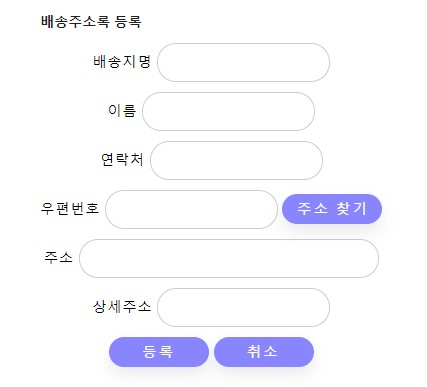 배송주소록 등록
배송지명
이름
연락처
우편번호 주소 찾기
주소
상세주소
등록 취소